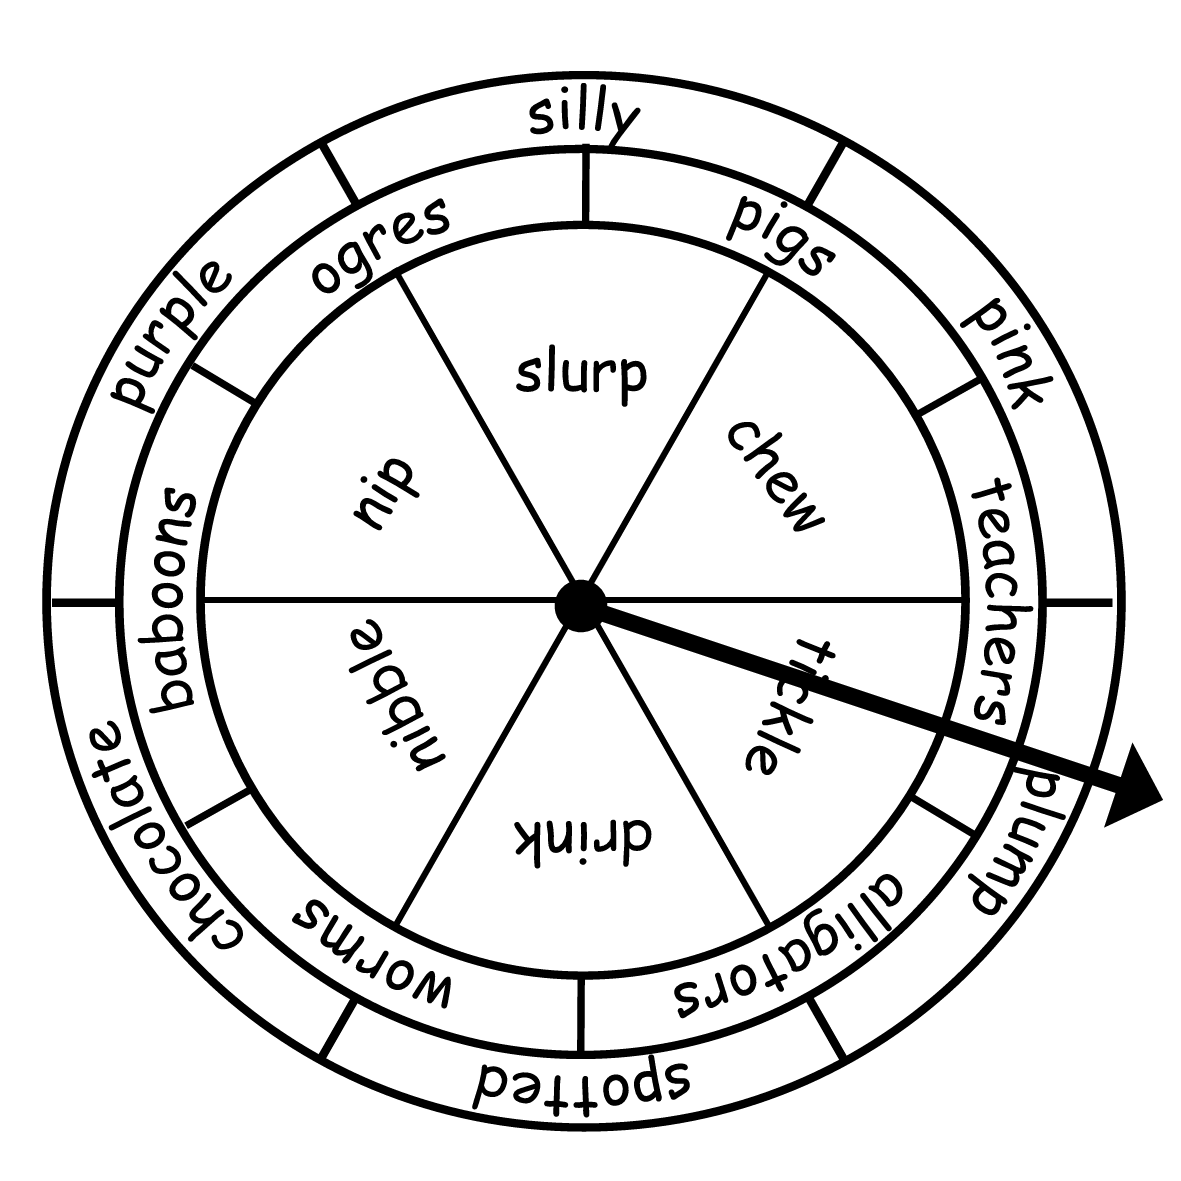 silly
pink
plump
spotted
chocolate
purple
ogres
pigs
teachers
alligators
worms
baboons
slurp
chew
tickle
drink
nibble
nip